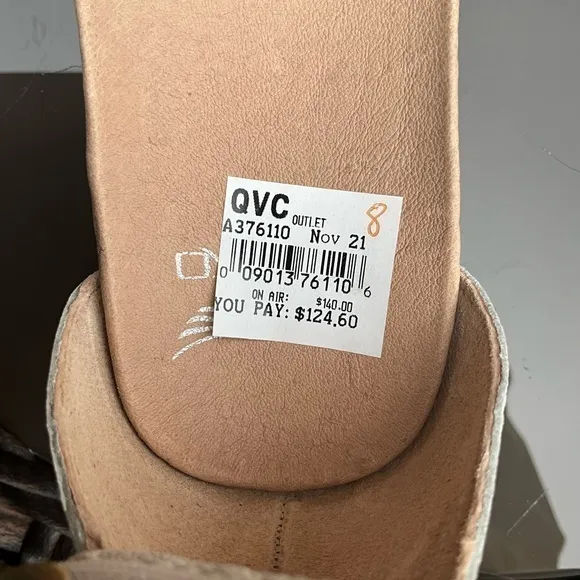 QVC OUTLET 8
A376110 Nov 21
0 09013 76110 6
ON AIR: $140.00
YOU PAY: $124.60